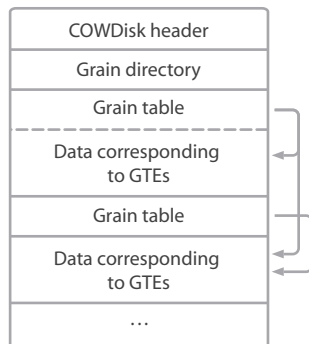 COWDisk header
Grain directory
Grain table
Data corresponding
to GTEs
Grain table
Data corresponding
to GTEs
...